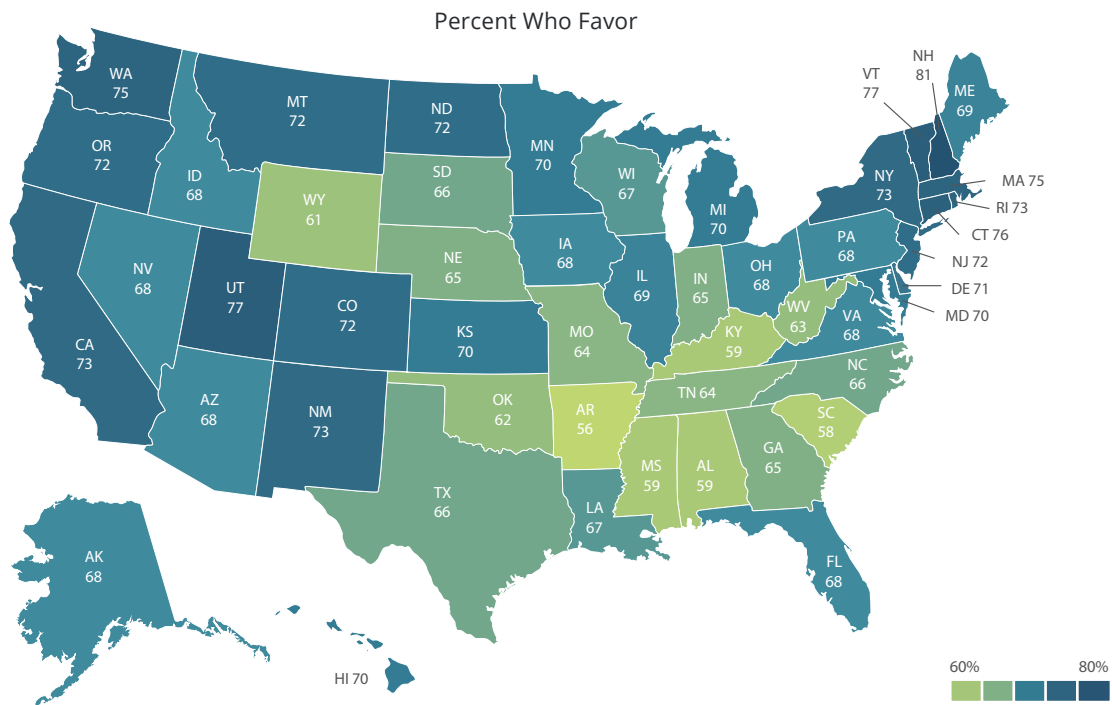 Percent Who Favor
NH
81
VT
77
WA
75
ME
69
MT
72
ND
72
OR
72
MN
70
ID
68
SD
66
WI
67
NY
73
MA 75
WY
61
RI 73
MI
70
CT 76
PA
68
IA
68
NE
65
NJ 72
NV
68
OH
68
IL
69
IN
65
DE 71
UT
77
CO
72
WV
63
VA
68
MD 70
KS
70
MO
64
KY
59
CA
73
NC
66
TN 64
AZ
68
NM
73
OK
62
AR
56
SC
58
GA
65
MS
59
AL
59
TX
66
LA
67
AK
68
FL
68
HI 70
60% 80%